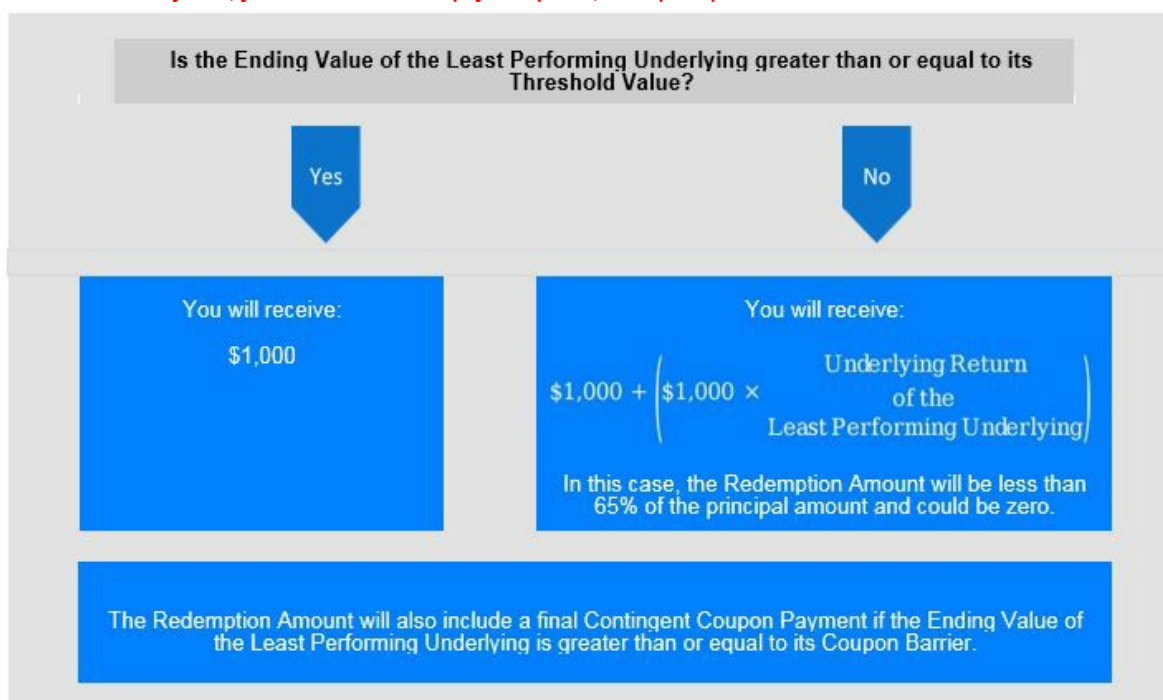 Is the Ending Value of the Least Performing Underlying greater than or equal to its
Threshold Value?
Yes
No
You will receive:
$1,000
You will receive:
$1,000 + ($1,000 × Underlying Return
of the
Least Performing Underlying)
In this case, the Redemption Amount will be less than
65% of the principal amount and could be zero.
The Redemption Amount will also include a final Contingent Coupon Payment if the Ending Value of
the Least Performing Underlying is greater than or equal to its Coupon Barrier.